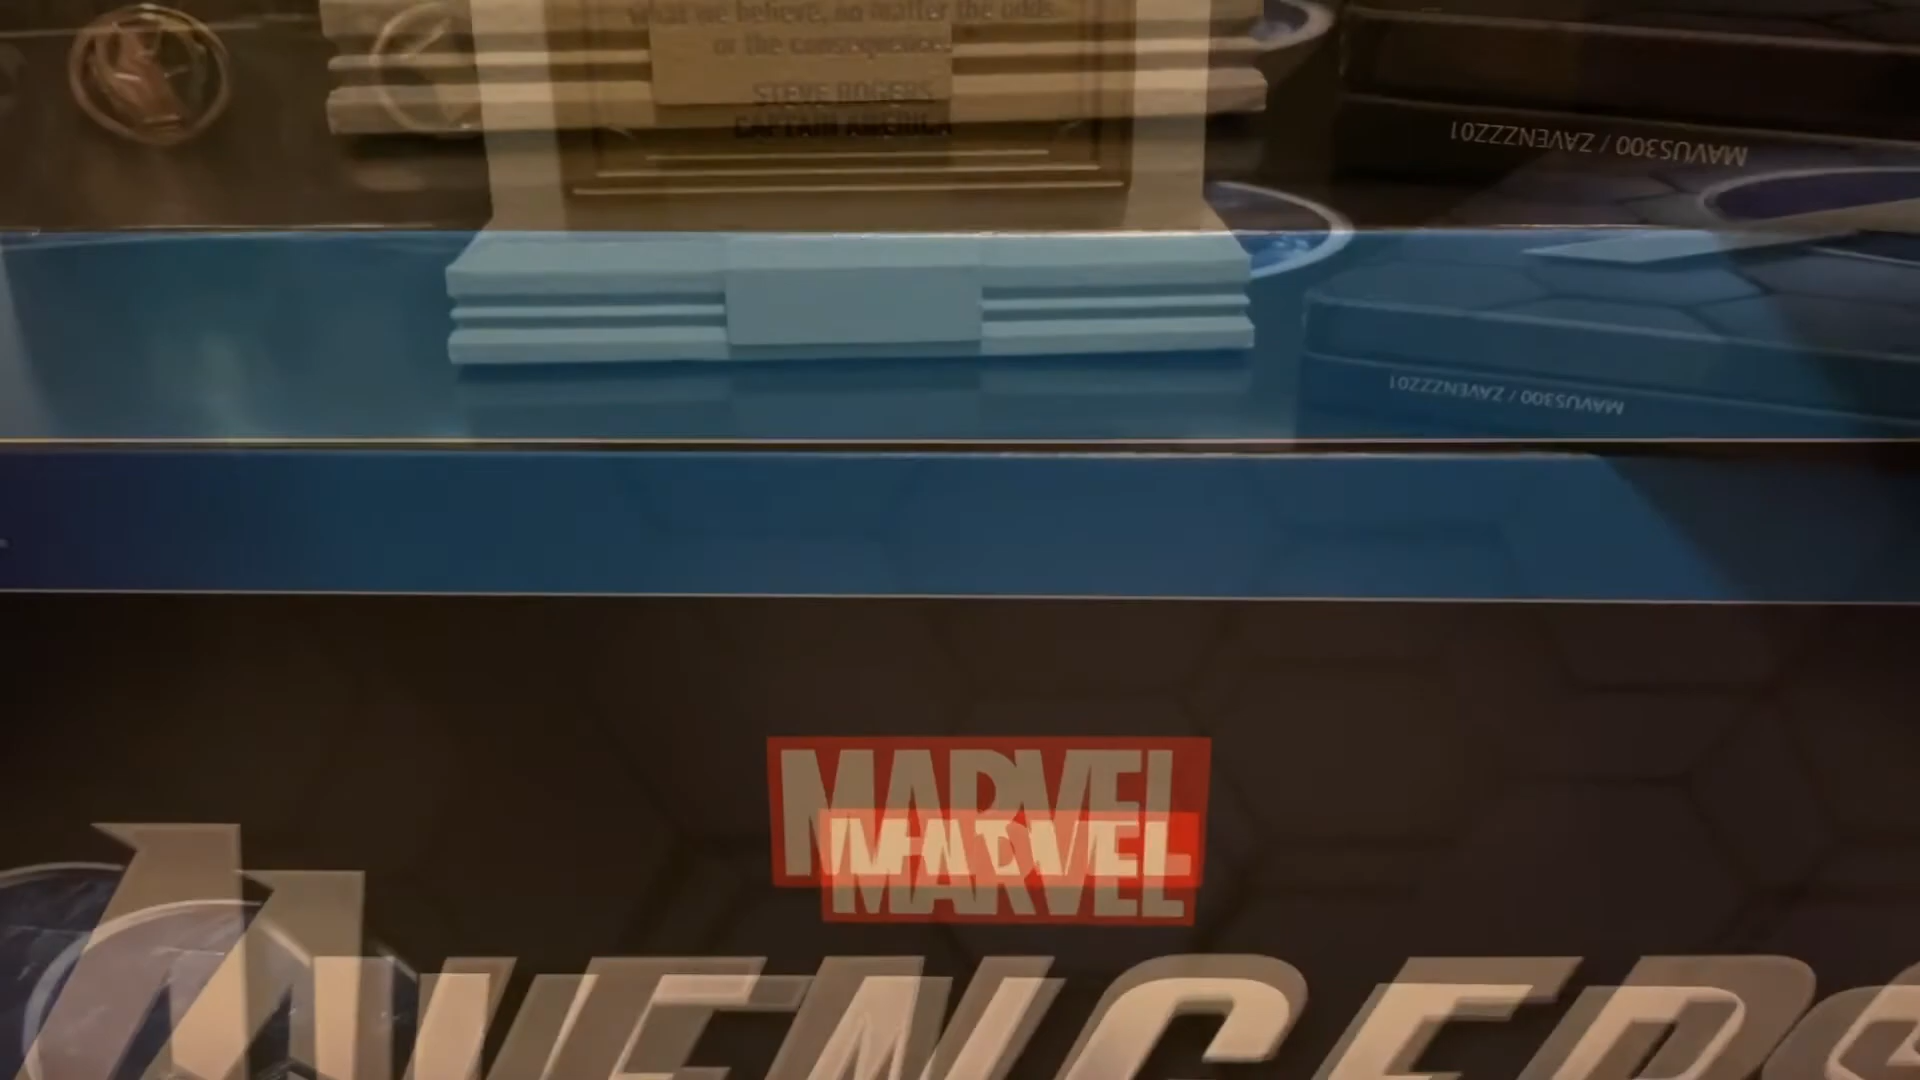 what we believe, no matter the odds
or the consequences
STEVE ROGERS
CAPTAIN AMERICA
MAVUS300 / ZAVENZZZ01
MAVUS300 / ZAVENZZZ01
MARVEL
MARVEL
AVENGERS